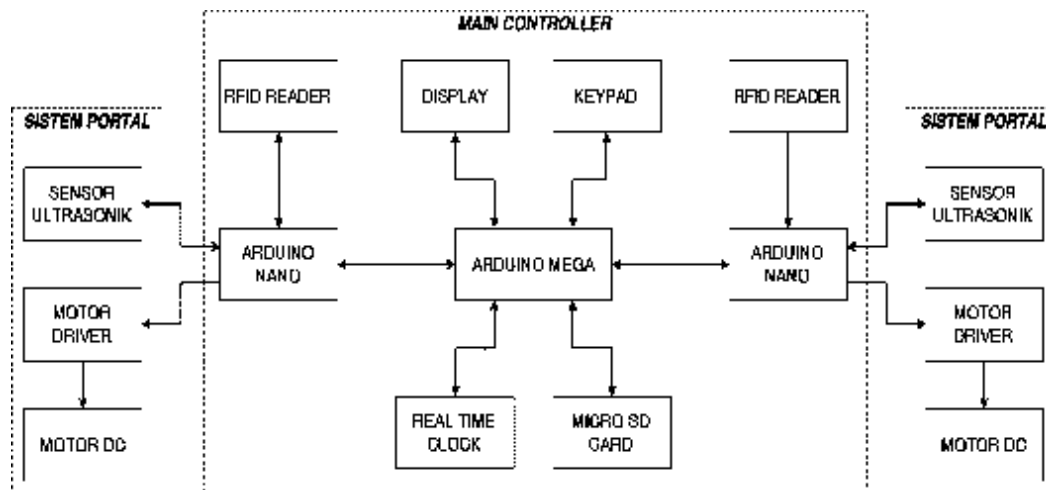 MAIN CONTROLLER
RFID READER
DISPLAY
KEYPAD
RFID READER
SISTEM PORTAL
SISTEM PORTAL
SENSOR
ULTRASONIK
SENSOR
ULTRASONIK
ARDUINO
NANO
ARDUINO MEGA
ARDUINO
NANO
MOTOR
DRIVER
MOTOR
DRIVER
REAL TIME
CLOCK
MICRO SD
CARD
MOTOR DC
MOTOR DC